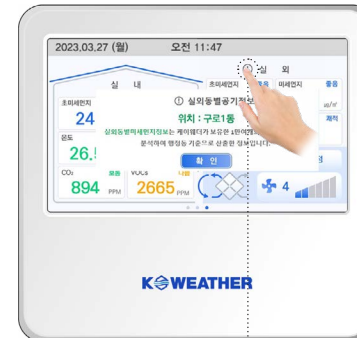 2023.03.27 (월) 오전 11:47
실 내
실 외
초미세먼지 좋음 미세먼지 좋음
초미세먼지
24
㎍/㎥
쾌적
온도
26.
ⓘ 실외동별공기정보
위치 : 구로1동
실외동별미세먼지정보는 케이웨더가 보유한
분석하여 행정동 기준으로 산출한 정보입니다.
확 인
CO₂ 보통 VOCs 나쁨
894 PPM 2665 PPM
4
K WEATHER